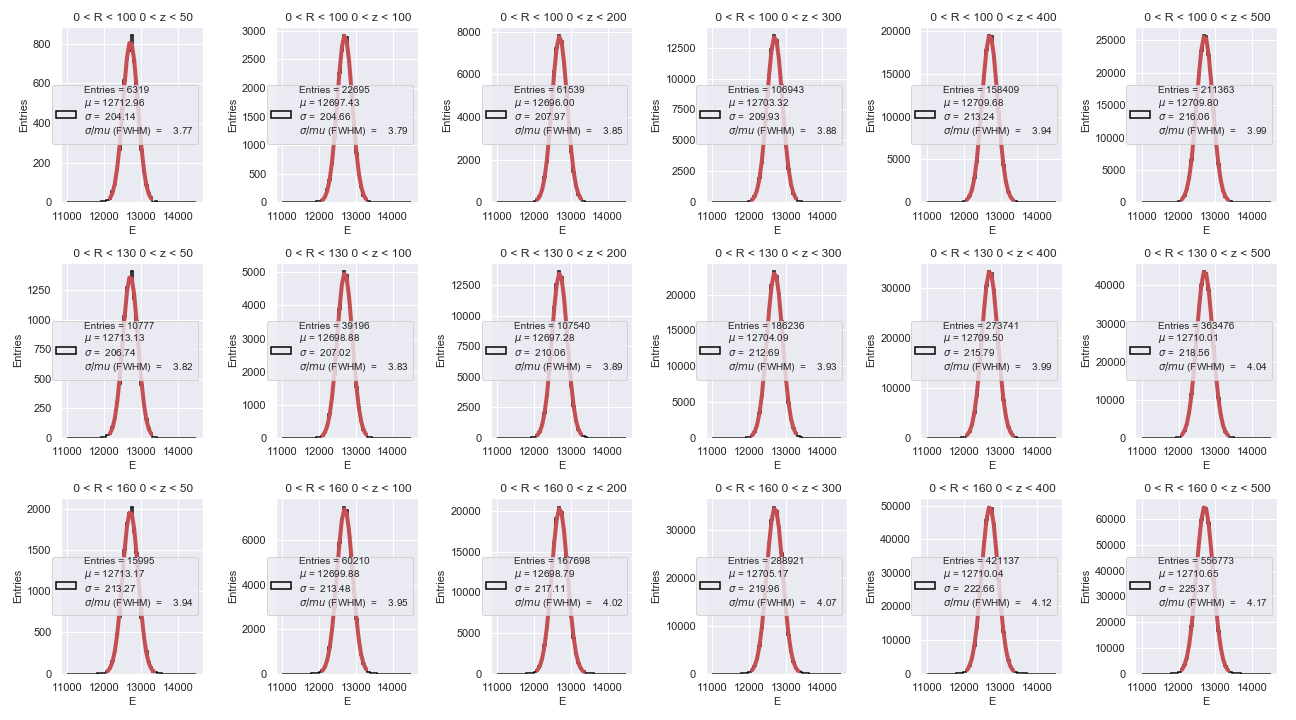 0 < R < 100 0 < z < 50
800
600
400
200
0
Entries
Entries = 6319
μ = 12712.96
σ = 204.14
σ/mu (FWHM) = 3.77
11000 12000 13000 14000
E
0 < R < 100 0 < z < 100
3000
2500
2000
1500
1000
500
0
Entries
Entries = 22695
μ = 12697.43
σ = 204.66
σ/mu (FWHM) = 3.79
11000 12000 13000 14000
E
0 < R < 100 0 < z < 200
8000
6000
4000
2000
0
Entries
Entries = 61539
μ = 12696.00
σ = 207.97
σ/mu (FWHM) = 3.85
11000 12000 13000 14000
E
0 < R < 100 0 < z < 300
12500
10000
7500
5000
2500
0
Entries
Entries = 106943
μ = 12703.32
σ = 209.93
σ/mu (FWHM) = 3.88
11000 12000 13000 14000
E
0 < R < 100 0 < z < 400
20000
15000
10000
5000
0
Entries
Entries = 158409
μ = 12709.68
σ = 213.24
σ/mu (FWHM) = 3.94
11000 12000 13000 14000
E
0 < R < 100 0 < z < 500
25000
20000
15000
10000
5000
0
Entries
Entries = 211363
μ = 12709.80
σ = 216.06
σ/mu (FWHM) = 3.99
11000 12000 13000 14000
E
0 < R < 130 0 < z < 50
1250
1000
750
500
250
0
Entries
Entries = 10777
μ = 12713.13
σ = 206.74
σ/mu (FWHM) = 3.82
11000 12000 13000 14000
E
0 < R < 130 0 < z < 100
5000
4000
3000
2000
1000
0
Entries
Entries = 39196
μ = 12698.88
σ = 207.02
σ/mu (FWHM) = 3.83
11000 12000 13000 14000
E
0 < R < 130 0 < z < 200
12500
10000
7500
5000
2500
0
Entries
Entries = 107540
μ = 12697.28
σ = 210.06
σ/mu (FWHM) = 3.89
11000 12000 13000 14000
E
0 < R < 130 0 < z < 300
20000
15000
10000
5000
0
Entries
Entries = 186236
μ = 12704.09
σ = 212.69
σ/mu (FWHM) = 3.93
11000 12000 13000 14000
E
0 < R < 130 0 < z < 400
30000
20000
10000
0
Entries
Entries = 273741
μ = 12709.50
σ = 215.79
σ/mu (FWHM) = 3.99
11000 12000 13000 14000
E
0 < R < 130 0 < z < 500
40000
30000
20000
10000
0
Entries
Entries = 363476
μ = 12710.01
σ = 218.56
σ/mu (FWHM) = 4.04
11000 12000 13000 14000
E
0 < R < 160 0 < z < 50
2000
1500
1000
500
0
Entries
Entries = 15995
μ = 12713.17
σ = 213.27
σ/mu (FWHM) = 3.94
11000 12000 13000 14000
E
0 < R < 160 0 < z < 100
6000
4000
2000
0
Entries
Entries = 60210
μ = 12699.88
σ = 213.48
σ/mu (FWHM) = 3.95
11000 12000 13000 14000
E
0 < R < 160 0 < z < 200
20000
15000
10000
5000
0
Entries
Entries = 167698
μ = 12698.79
σ = 217.11
σ/mu (FWHM) = 4.02
11000 12000 13000 14000
E
0 < R < 160 0 < z < 300
30000
20000
10000
0
Entries
Entries = 288921
μ = 12705.17
σ = 219.96
σ/mu (FWHM) = 4.07
11000 12000 13000 14000
E
0 < R < 160 0 < z < 400
50000
40000
30000
20000
10000
0
Entries
Entries = 421137
μ = 12710.04
σ = 222.66
σ/mu (FWHM) = 4.12
11000 12000 13000 14000
E
0 < R < 160 0 < z < 500
60000
50000
40000
30000
20000
10000
0
Entries
Entries = 556773
μ = 12710.65
σ = 225.37
σ/mu (FWHM) = 4.17
11000 12000 13000 14000
E